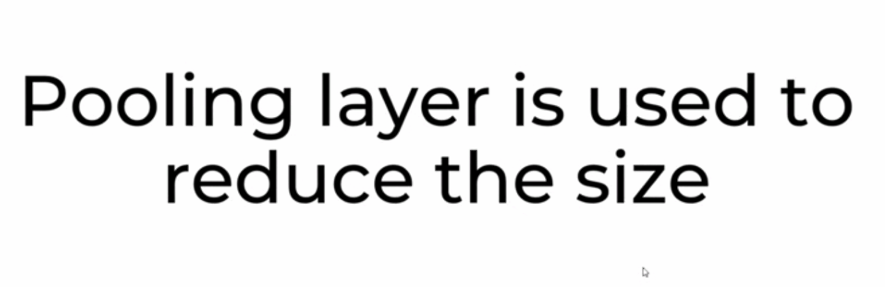 Pooling layer is used to
reduce the size